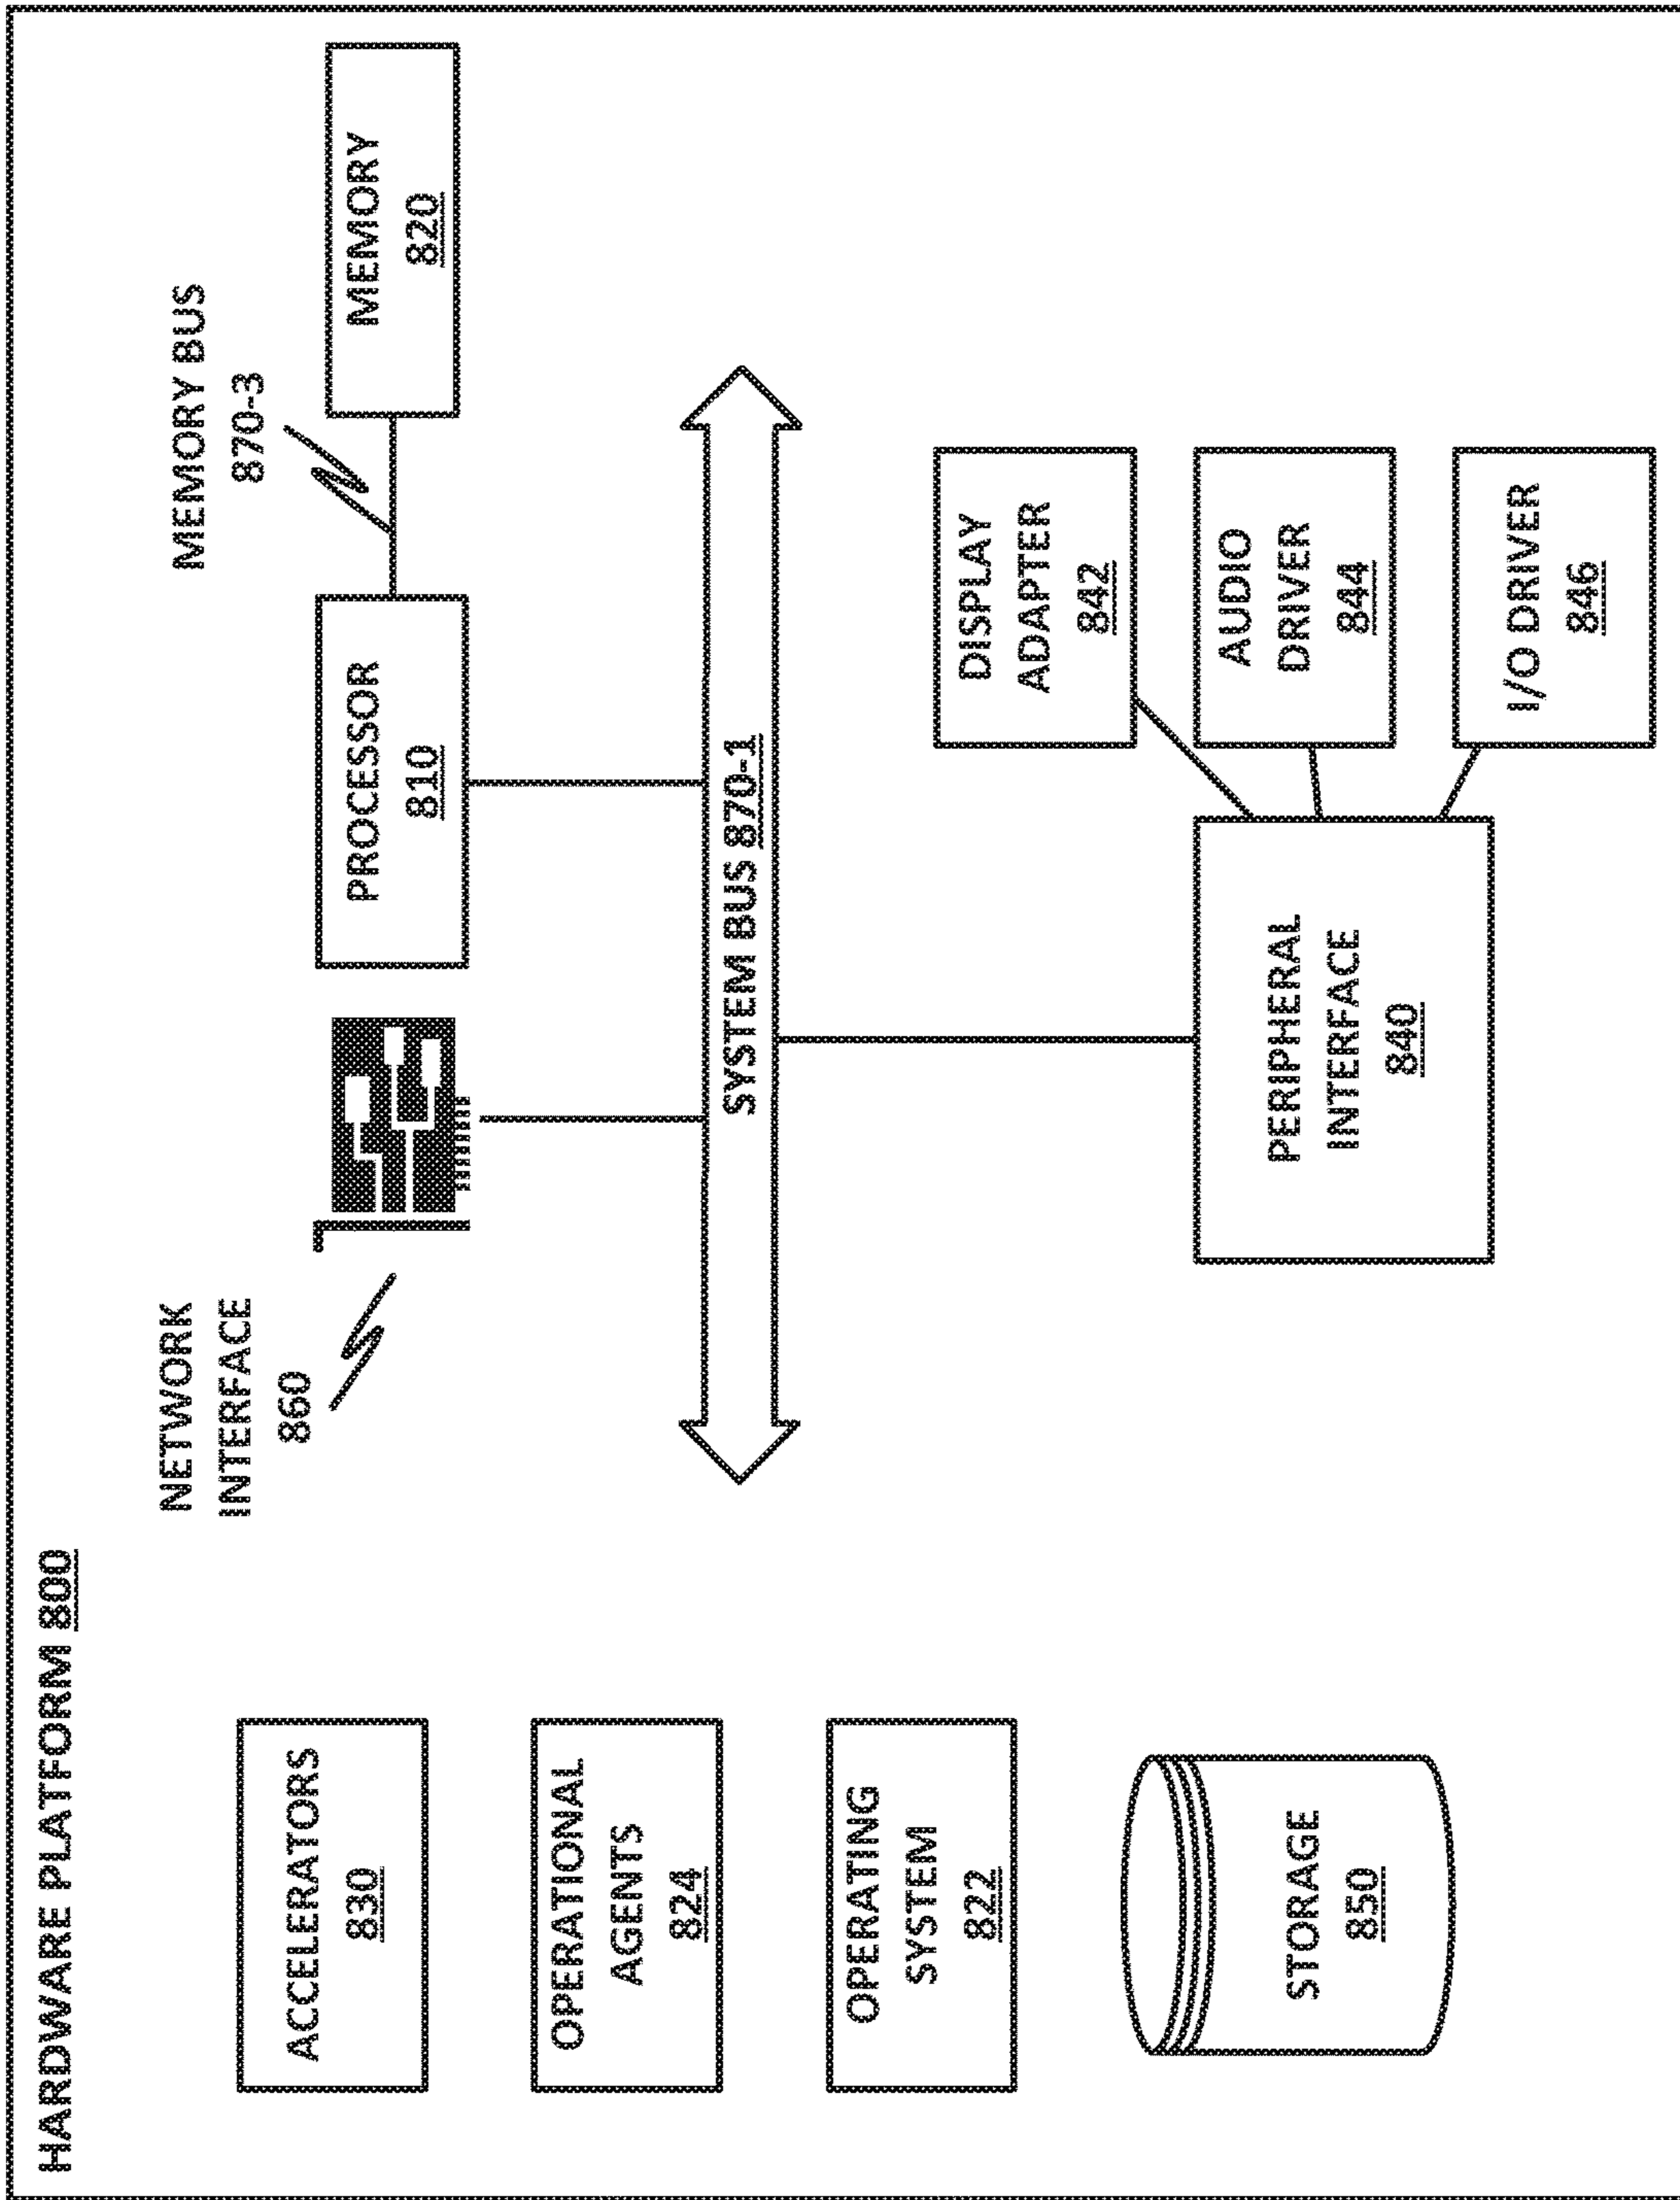 HARDWARE PLATFORM 800
ACCELERATORS
830
OPERATIONAL
AGENTS
824
OPERATING
SYSTEM
822
STORAGE
850
NETWORK
INTERFACE
860
PROCESSOR
810
MEMORY BUS
870-3
MEMORY
820
SYSTEM BUS 870-1
PERIPHERAL
INTERFACE
840
DISPLAY
ADAPTER
842
AUDIO
DRIVER
844
I/O DRIVER
846